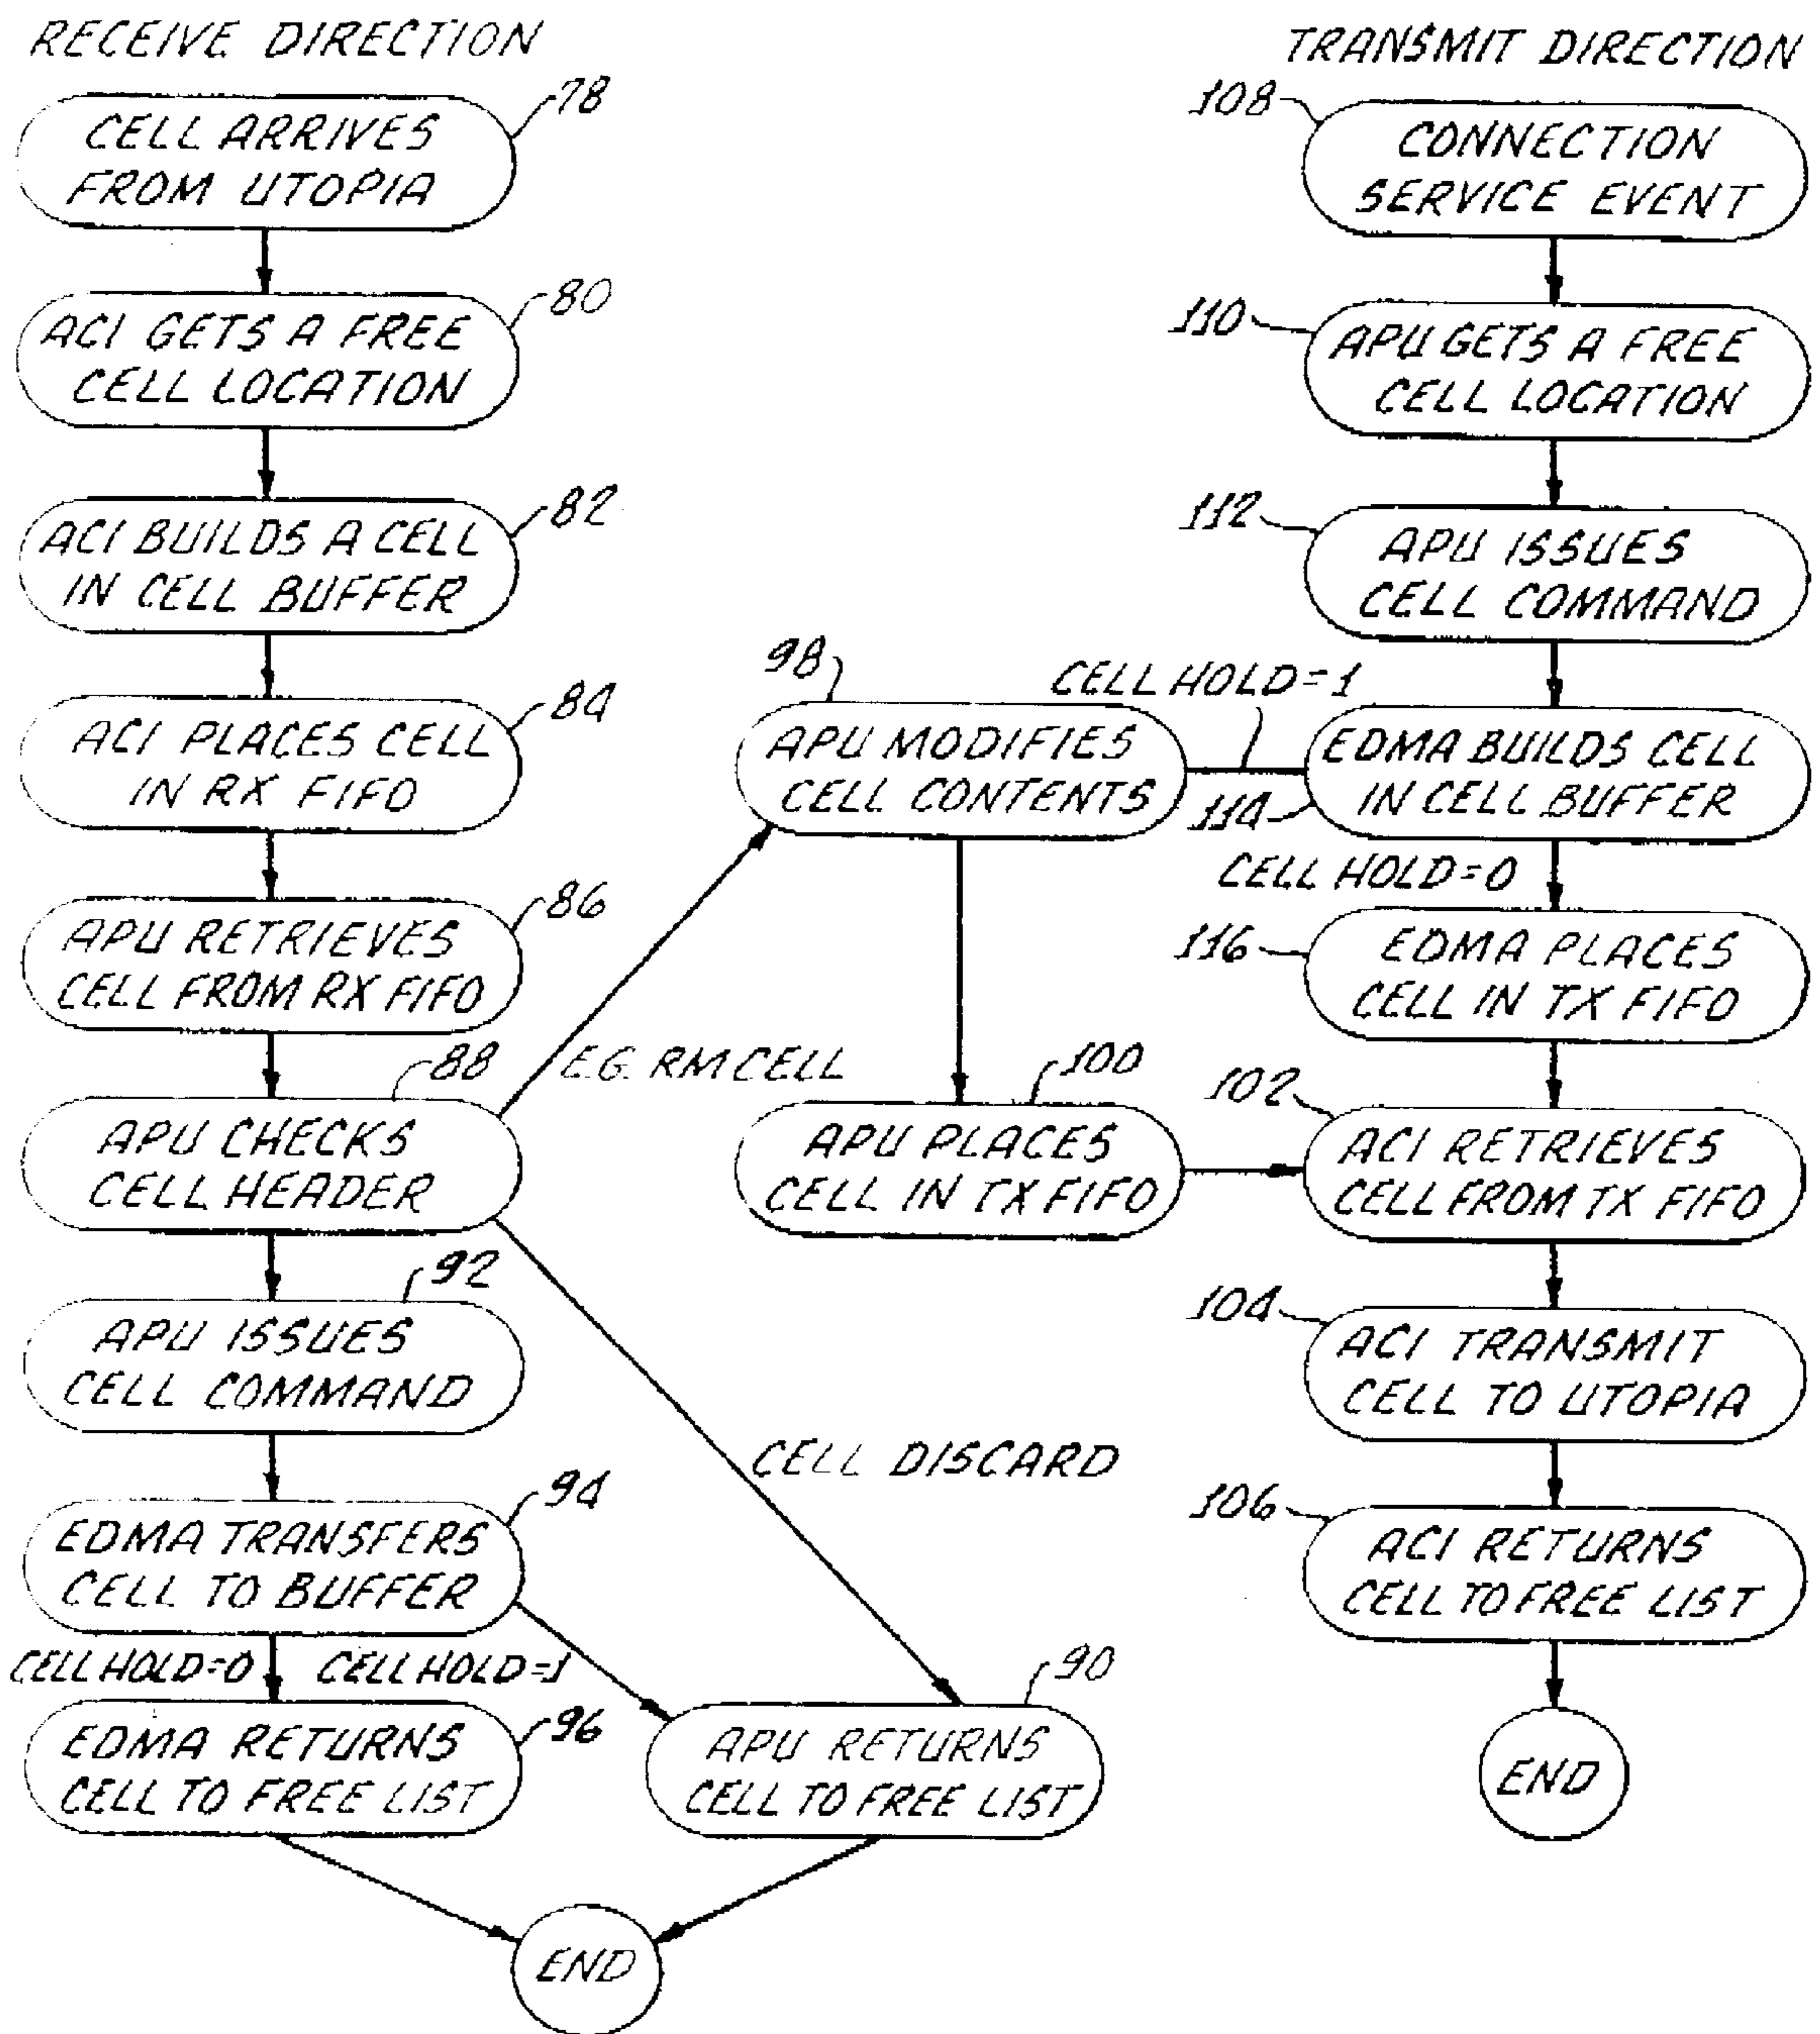 RECEIVE DIRECTION
78
CELL ARRIVES
FROM UTOPIA
80
ACI GETS A FREE
CELL LOCATION
82
ACI BUILDS A CELL
IN CELL BUFFER
84
ACI PLACES CELL
IN RX FIFO
86
APU RETRIEVES
CELL FROM RX FIFO
88
APU CHECKS
CELL HEADER
92
APU ISSUES
CELL COMMAND
94
EDMA TRANSFERS
CELL TO BUFFER
CELL HOLD=0
CELL HOLD=1
96
EDMA RETURNS
CELL TO FREE LIST
CELL DISCARD
90
APU RETURNS
CELL TO FREE LIST
END
E.G. RM CELL
98
APU MODIFIES
CELL CONTENTS
100
APU PLACES
CELL IN TX FIFO
TRANSMIT DIRECTION
108
CONNECTION
SERVICE EVENT
110
APU GETS A FREE
CELL LOCATION
112
APU ISSUES
CELL COMMAND
CELL HOLD=1
114
EDMA BUILDS CELL
IN CELL BUFFER
CELL HOLD=0
116
EDMA PLACES
CELL IN TX FIFO
102
ACI RETRIEVES
CELL FROM TX FIFO
104
ACI TRANSMIT
CELL TO UTOPIA
106
ACI RETURNS
CELL TO FREE LIST
END